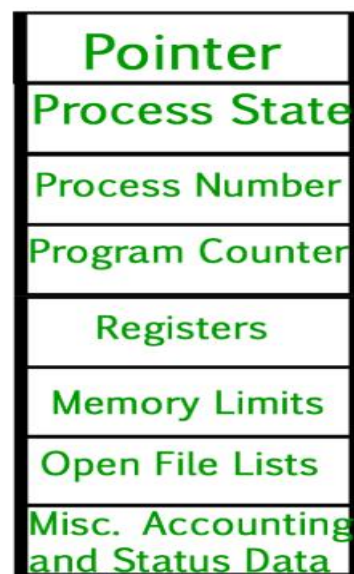 Pointer
Process State
Process Number
Program Counter
Registers
Memory Limits
Open File Lists
Misc. Accounting
and Status Data